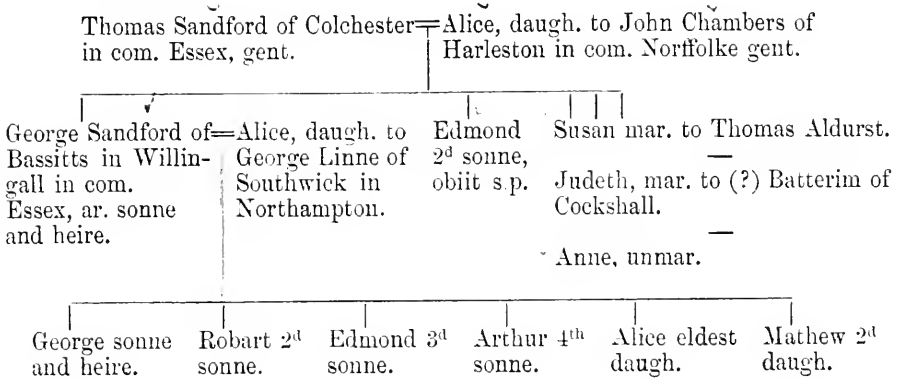 Thomas Sandford of Colchester=Alice, daugh. to John Chambers of
in com. Essex, gent.
Harleston in com. Norffolke gent.
George Sandford of=Alice, daugh. to
Bassitts in Willin-
gall in com.
Essex, ar. sonne
and heire.
George Linne of
Southwick in
Northampton.
Edmond
2d sonne,
obiit s.p.
Susan mar. to Thomas Aldurst.
Judeth, mar. to (?) Batterim of
Cockshall.
Anne, unmar.
George sonne
and heire.
Robart 2d
sonne.
Edmond 3d
sonne.
Arthur 4th
sonne.
Alice eldest
daugh.
Mathew 2d
daugh.